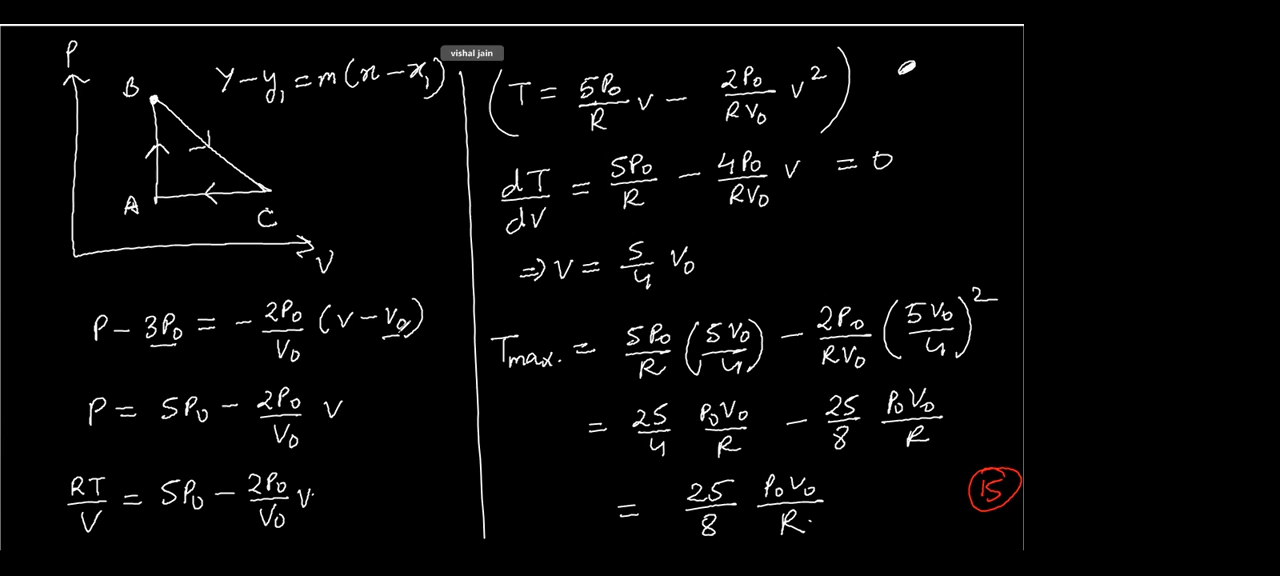 vishal jain
P
B
A
C
V
y - y₁ = m(x - x₁)
P - 3P₀ = - 2P₀/V₀ (V - V₀)
P = 5P₀ - 2P₀/V₀ V
RT/V = 5P₀ - 2P₀/V₀ V
(T = 5P₀/R V - 2P₀/RV₀ V²)
dT/dV = 5P₀/R - 4P₀/RV₀ V = 0
⇒ V = 5/4 V₀
Tmax. = 5P₀/R (5V₀/4) - 2P₀/RV₀ (5V₀/4)²
= 25/4 P₀V₀/R - 25/8 P₀V₀/R
= 25/8 P₀V₀/R.
15